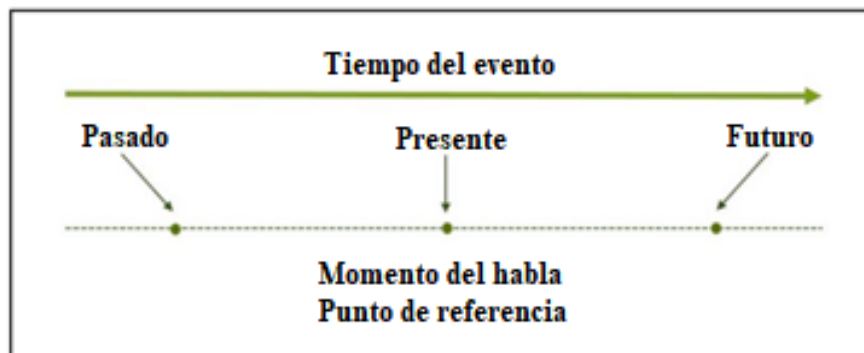 Tiempo del evento
Pasado Presente Futuro
Momento del habla
Punto de referencia